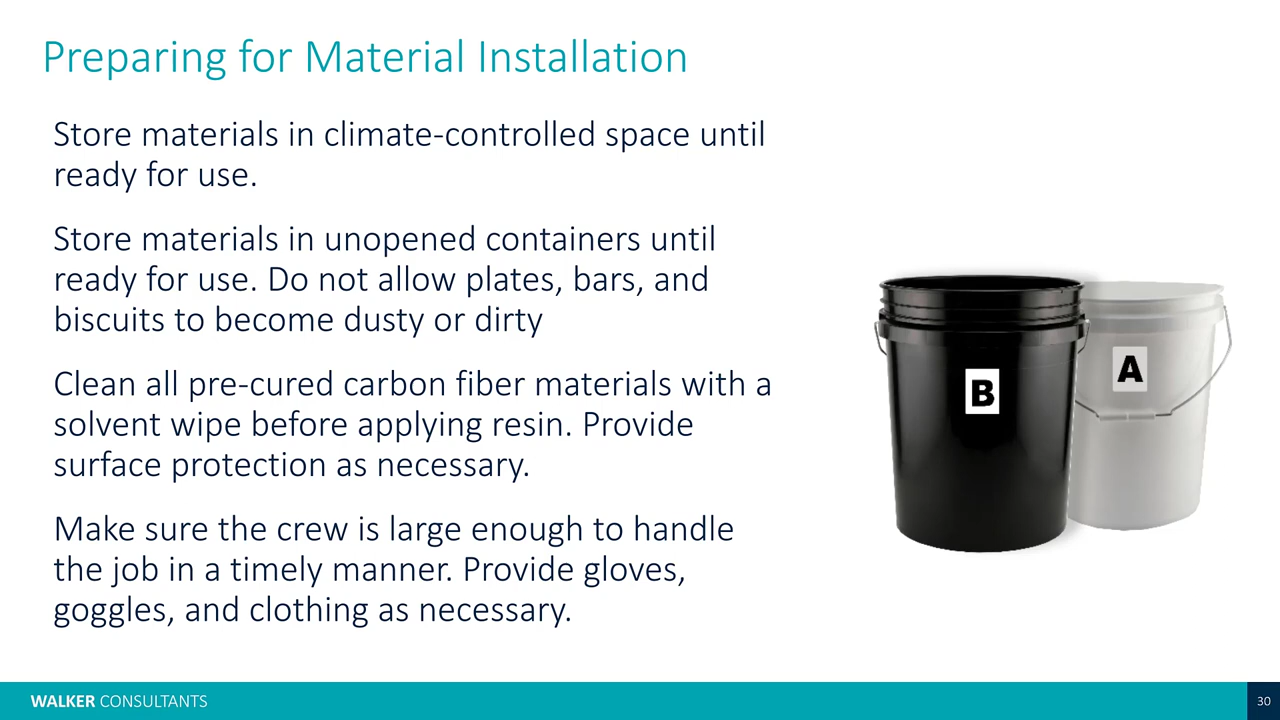 Preparing for Material Installation
Store materials in climate-controlled space until
ready for use.
Store materials in unopened containers until
ready for use. Do not allow plates, bars, and
biscuits to become dusty or dirty
Clean all pre-cured carbon fiber materials with a
solvent wipe before applying resin. Provide
surface protection as necessary.
Make sure the crew is large enough to handle
the job in a timely manner. Provide gloves,
goggles, and clothing as necessary.
B
A
WALKER CONSULTANTS
30